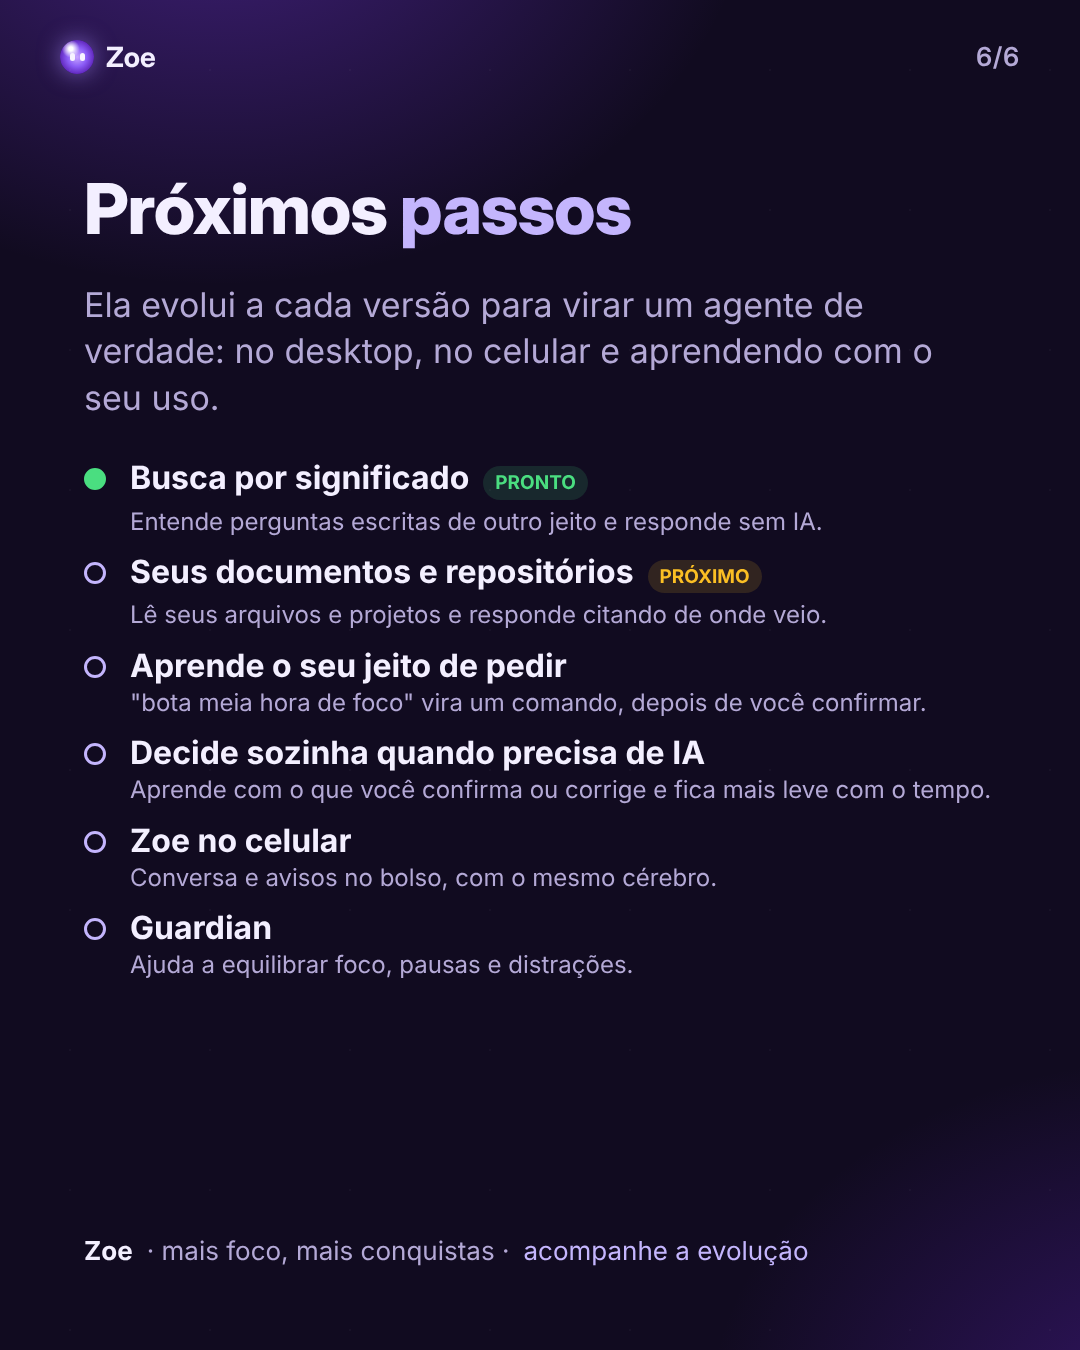 Zoe
6/6
Próximos passos
Ela evolui a cada versão para virar um agente de
verdade: no desktop, no celular e aprendendo com o
seu uso.
Busca por significado PRONTO
Entende perguntas escritas de outro jeito e responde sem IA.
Seus documentos e repositórios PRÓXIMO
Lê seus arquivos e projetos e responde citando de onde veio.
Aprende o seu jeito de pedir
"bota meia hora de foco" vira um comando, depois de você confirmar.
Decide sozinha quando precisa de IA
Aprende com o que você confirma ou corrige e fica mais leve com o tempo.
Zoe no celular
Conversa e avisos no bolso, com o mesmo cérebro.
Guardian
Ajuda a equilibrar foco, pausas e distrações.
Zoe · mais foco, mais conquistas · acompanhe a evolução